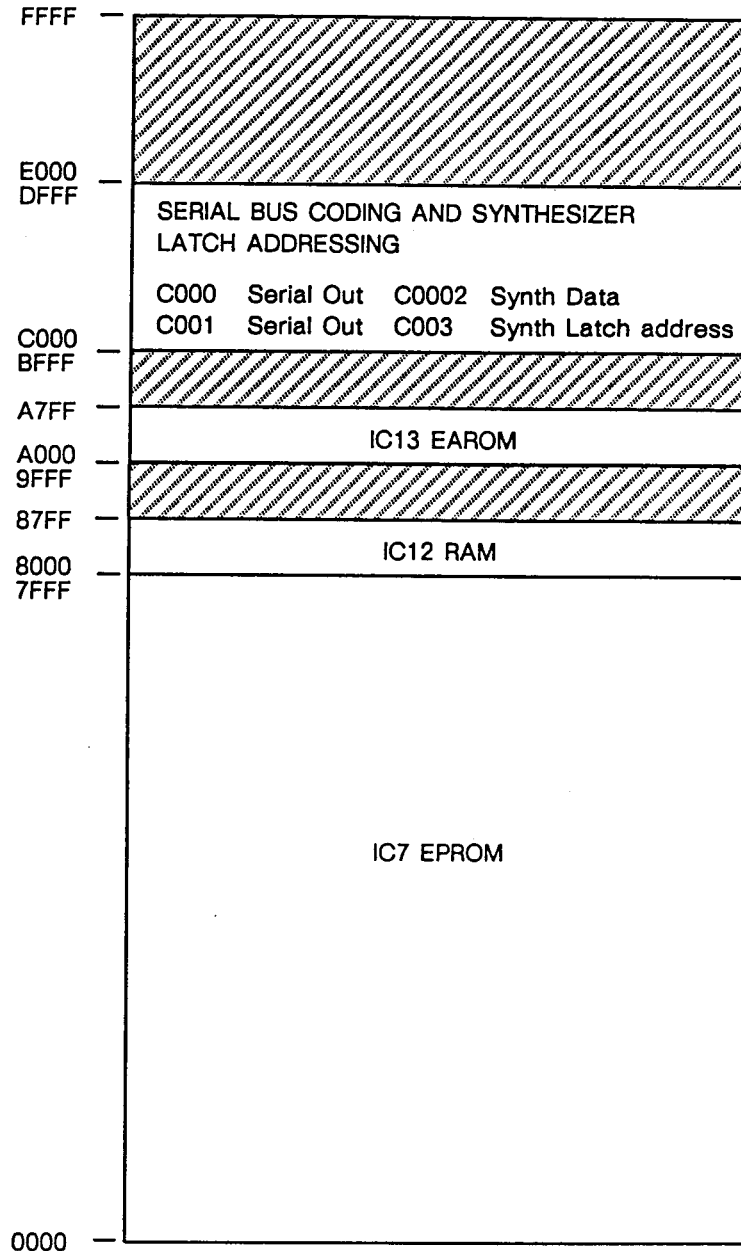 FFFF
E000
DFFF
SERIAL BUS CODING AND SYNTHESIZER
LATCH ADDRESSING
C000 Serial Out C0002 Synth Data
C001 Serial Out C003 Synth Latch address
C000
BFFF
A7FF
IC13 EAROM
A000
9FFF
87FF
IC12 RAM
8000
7FFF
IC7 EPROM
0000